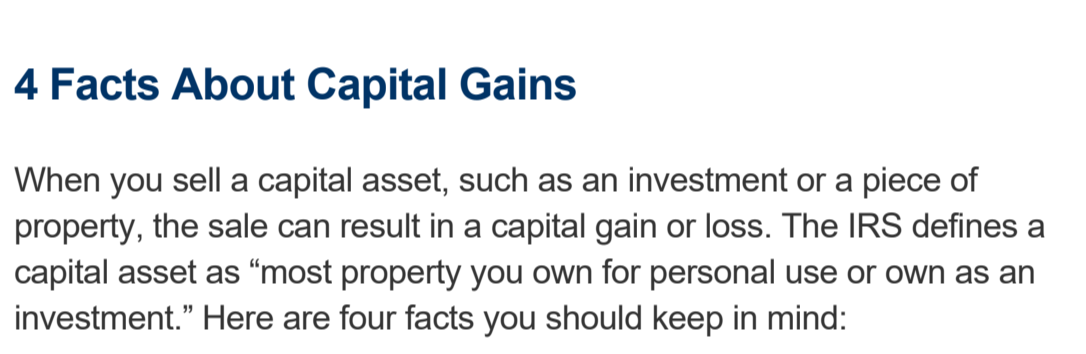 4 Facts About Capital Gains
When you sell a capital asset, such as an investment or a piece of
property, the sale can result in a capital gain or loss. The IRS defines a
capital asset as “most property you own for personal use or own as an
investment.” Here are four facts you should keep in mind: